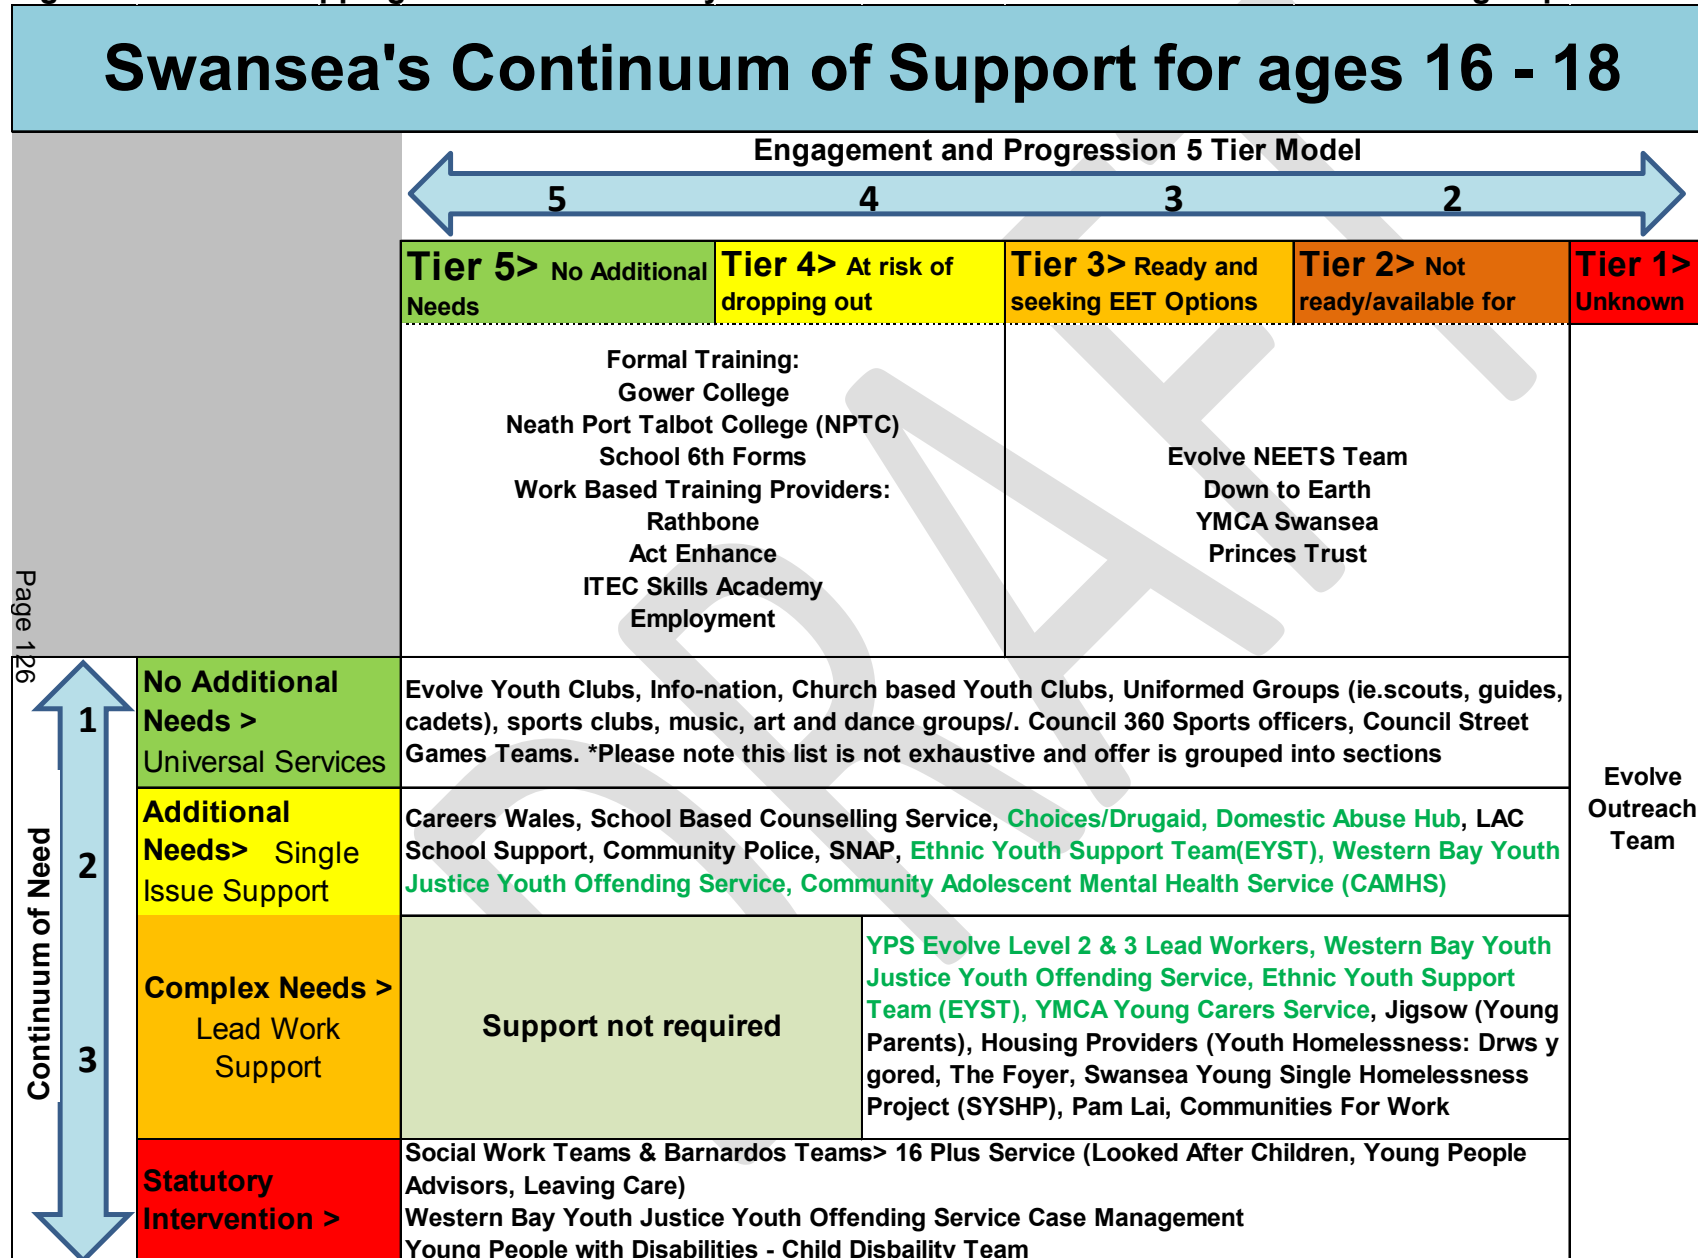 Swansea's Continuum of Support for ages 16 - 18
Engagement and Progression 5 Tier Model
5 4 3 2
Tier 5> No Additional
Needs
Tier 4> At risk of
dropping out
Tier 3> Ready and
seeking EET Options
Tier 2> Not
ready/available for
Tier 1>
Unknown
Formal Training:
Gower College
Neath Port Talbot College (NPTC)
School 6th Forms
Work Based Training Providers:
Rathbone
Act Enhance
ITEC Skills Academy
Employment
Evolve NEETS Team
Down to Earth
YMCA Swansea
Princes Trust
Page 126
Continuum of Need
1
No Additional
Needs >
Universal Services
Evolve Youth Clubs, Info-nation, Church based Youth Clubs, Uniformed Groups (ie.scouts, guides,
cadets), sports clubs, music, art and dance groups/. Council 360 Sports officers, Council Street
Games Teams. *Please note this list is not exhaustive and offer is grouped into sections
2
Additional
Needs> Single
Issue Support
Careers Wales, School Based Counselling Service, Choices/Drugaid, Domestic Abuse Hub, LAC
School Support, Community Police, SNAP, Ethnic Youth Support Team(EYST), Western Bay Youth
Justice Youth Offending Service, Community Adolescent Mental Health Service (CAMHS)
3
Complex Needs >
Lead Work
Support
Support not required
YPS Evolve Level 2 & 3 Lead Workers, Western Bay Youth
Justice Youth Offending Service, Ethnic Youth Support
Team (EYST), YMCA Young Carers Service, Jigsow (Young
Parents), Housing Providers (Youth Homelessness: Drws y
gored, The Foyer, Swansea Young Single Homelessness
Project (SYSHP), Pam Lai, Communities For Work
Statutory
Intervention >
Social Work Teams & Barnardos Teams> 16 Plus Service (Looked After Children, Young People
Advisors, Leaving Care)
Western Bay Youth Justice Youth Offending Service Case Management
Young People with Disabilities - Child Disbaility Team
Evolve
Outreach
Team
DRAFT